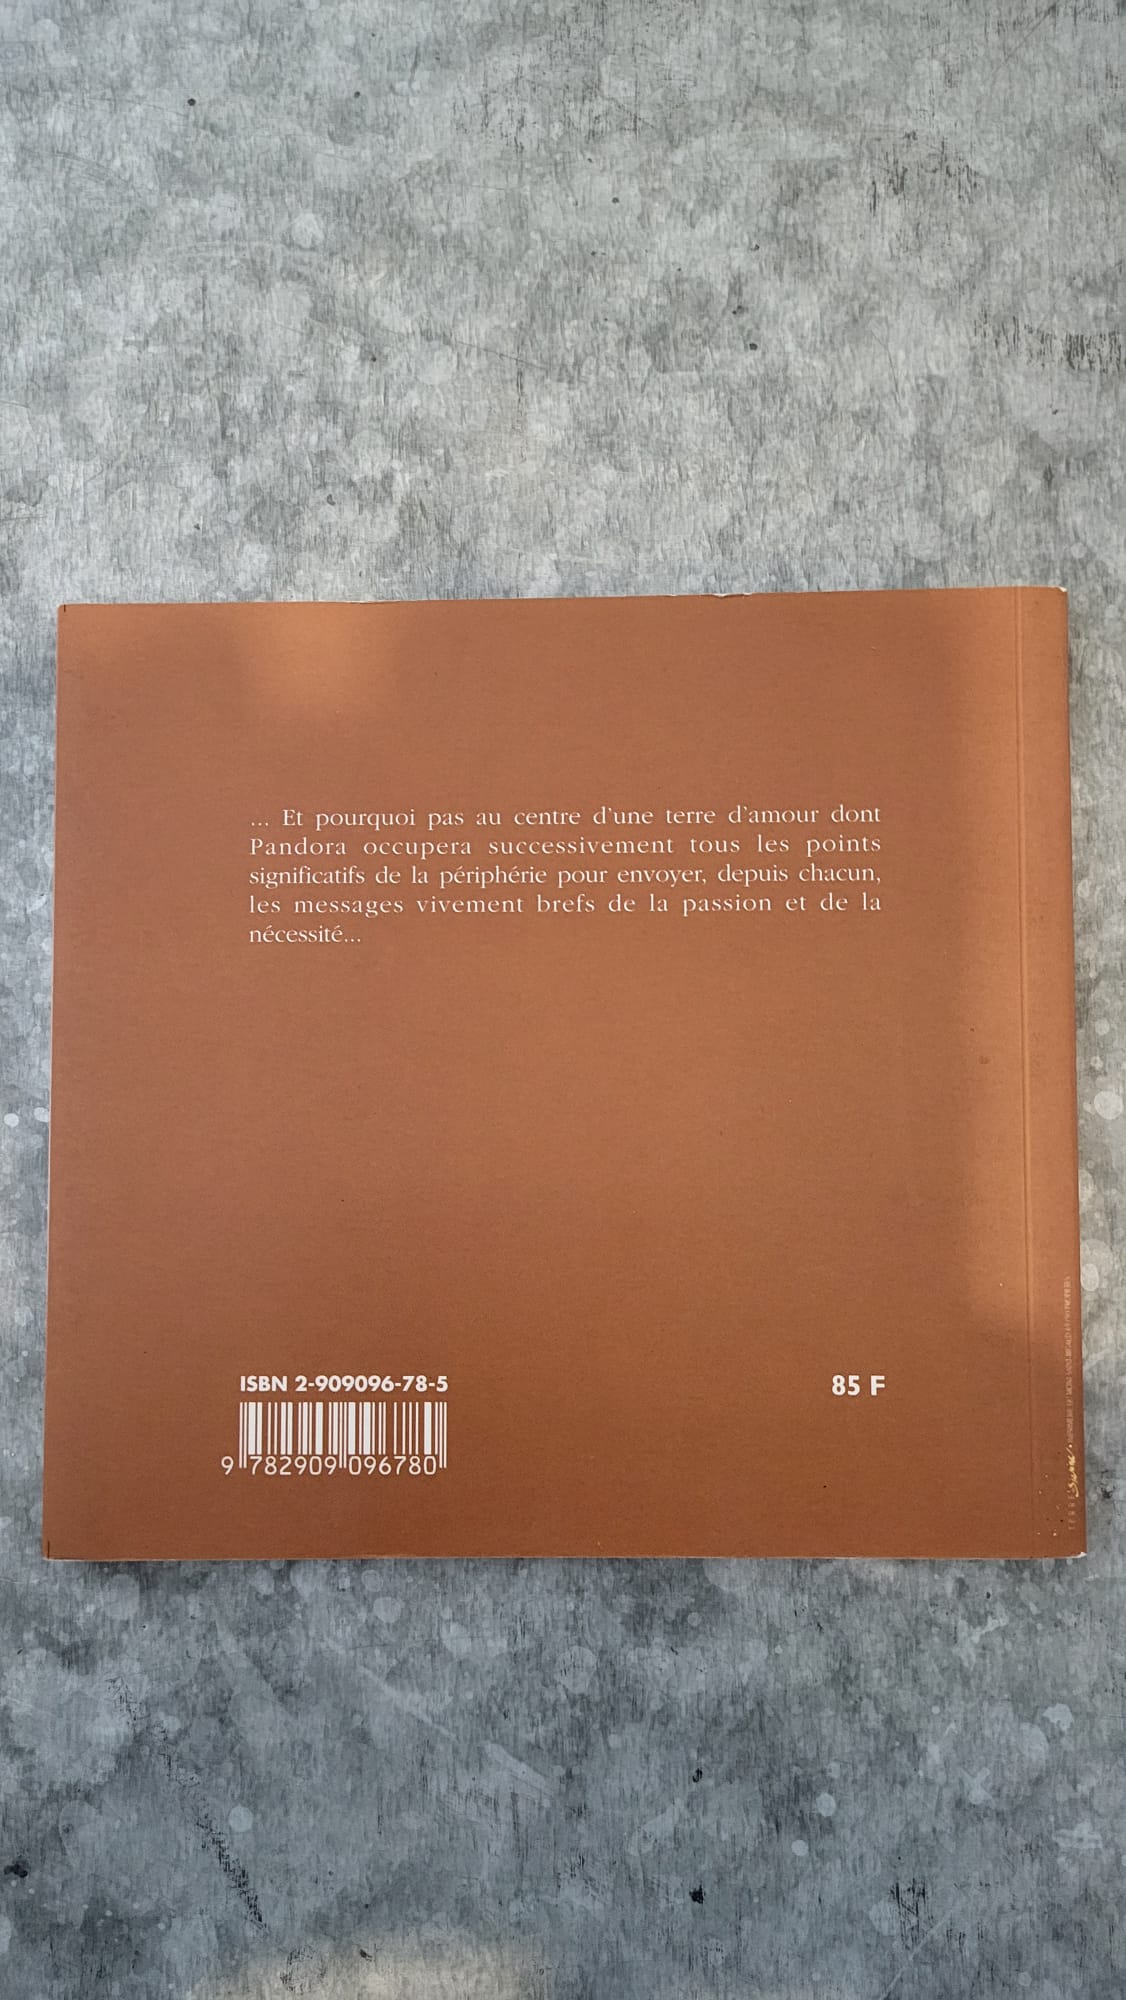 ... Et pourquoi pas au centre d'une terre d'amour dont
Pandora occupera successivement tous les points
significatifs de la périphérie pour envoyer, depuis chacun,
les messages vivement brefs de la passion et de la
nécessité...
ISBN 2-909096-78-5
85 F
9 782909 096780